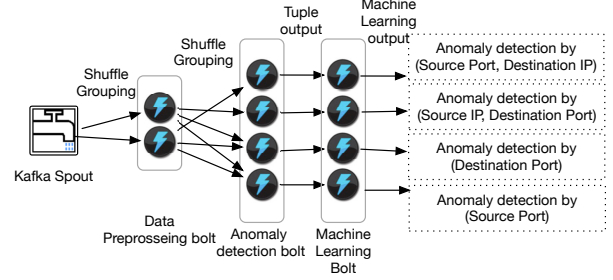 Tuple
output
Machine
Learning
output
Shuffle
Grouping
Shuffle
Grouping
Kafka Spout
Data
Preprosseing bolt
Anomaly
detection bolt
Machine
Learning
Bolt
Anomaly detection by
(Source Port, Destination IP)
Anomaly detection by
(Source IP, Destination Port)
Anomaly detection by
(Destination Port)
Anomaly detection by
(Source Port)